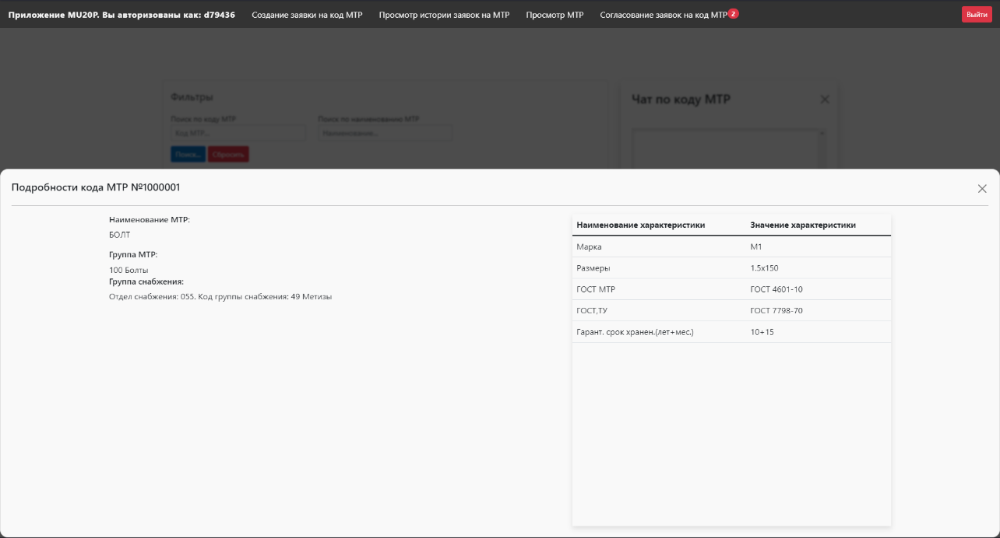 Приложение MU20P. Вы авторизованы как: d79436 Создание заявки на код МТР Просмотр истории заявок на МТР Просмотр МТР Согласование заявок на код МТР 2 Выйти
Фильтры
Чат по коду МТР
Поиск по коду МТР Поиск по наименованию МТР
Код МТР... Наименование...
Поиск... Сбросить
Подробности кода МТР №1000001
Наименование МТР:
БОЛТ
Группа МТР:
100 Болты
Группа снабжения:
Отдел снабжения: 055. Код группы снабжения: 49 Метизы
Наименование характеристики Значение характеристики
Марка М1
Размеры 1.5х150
ГОСТ МТР ГОСТ 4601-10
ГОСТ,ТУ ГОСТ 7798-70
Гарант. срок хранен.(лет+мес.) 10+15